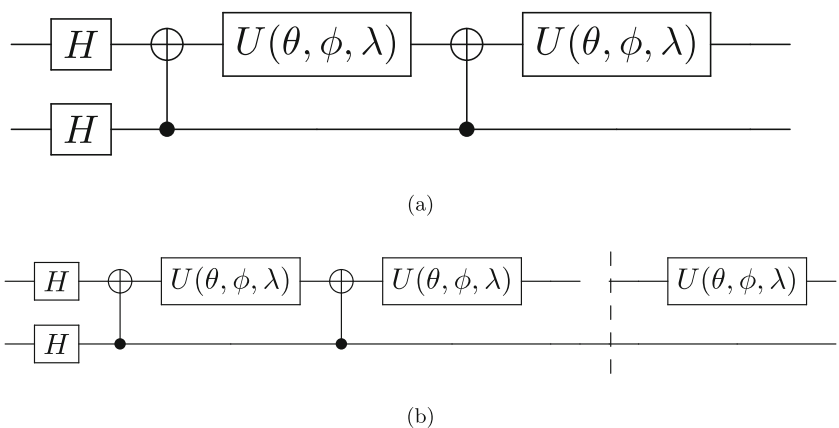 H U(θ, ϕ, λ) U(θ, ϕ, λ)
H
(a)
H U(θ, ϕ, λ) U(θ, ϕ, λ) U(θ, ϕ, λ)
H
(b)